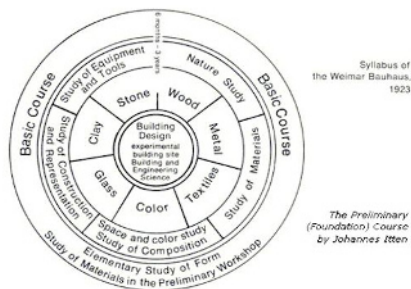 6 months - 3 years
Syllabus of
the Weimar Bauhaus,
1923
Basic Course
Basic Course
Study of Equipment
and Tools
Nature Study
Study of Materials
Study of Construction
and Representation
Space and color study
Study of Composition
Elementary Study of Form
Study of Materials in the Preliminary Workshop
Stone
Wood
Metal
Textiles
Color
Glass
Clay
Building
Design
experimental
building site
Building and
Engineering
Science
The Preliminary
(Foundation) Course
by Johannes Itten